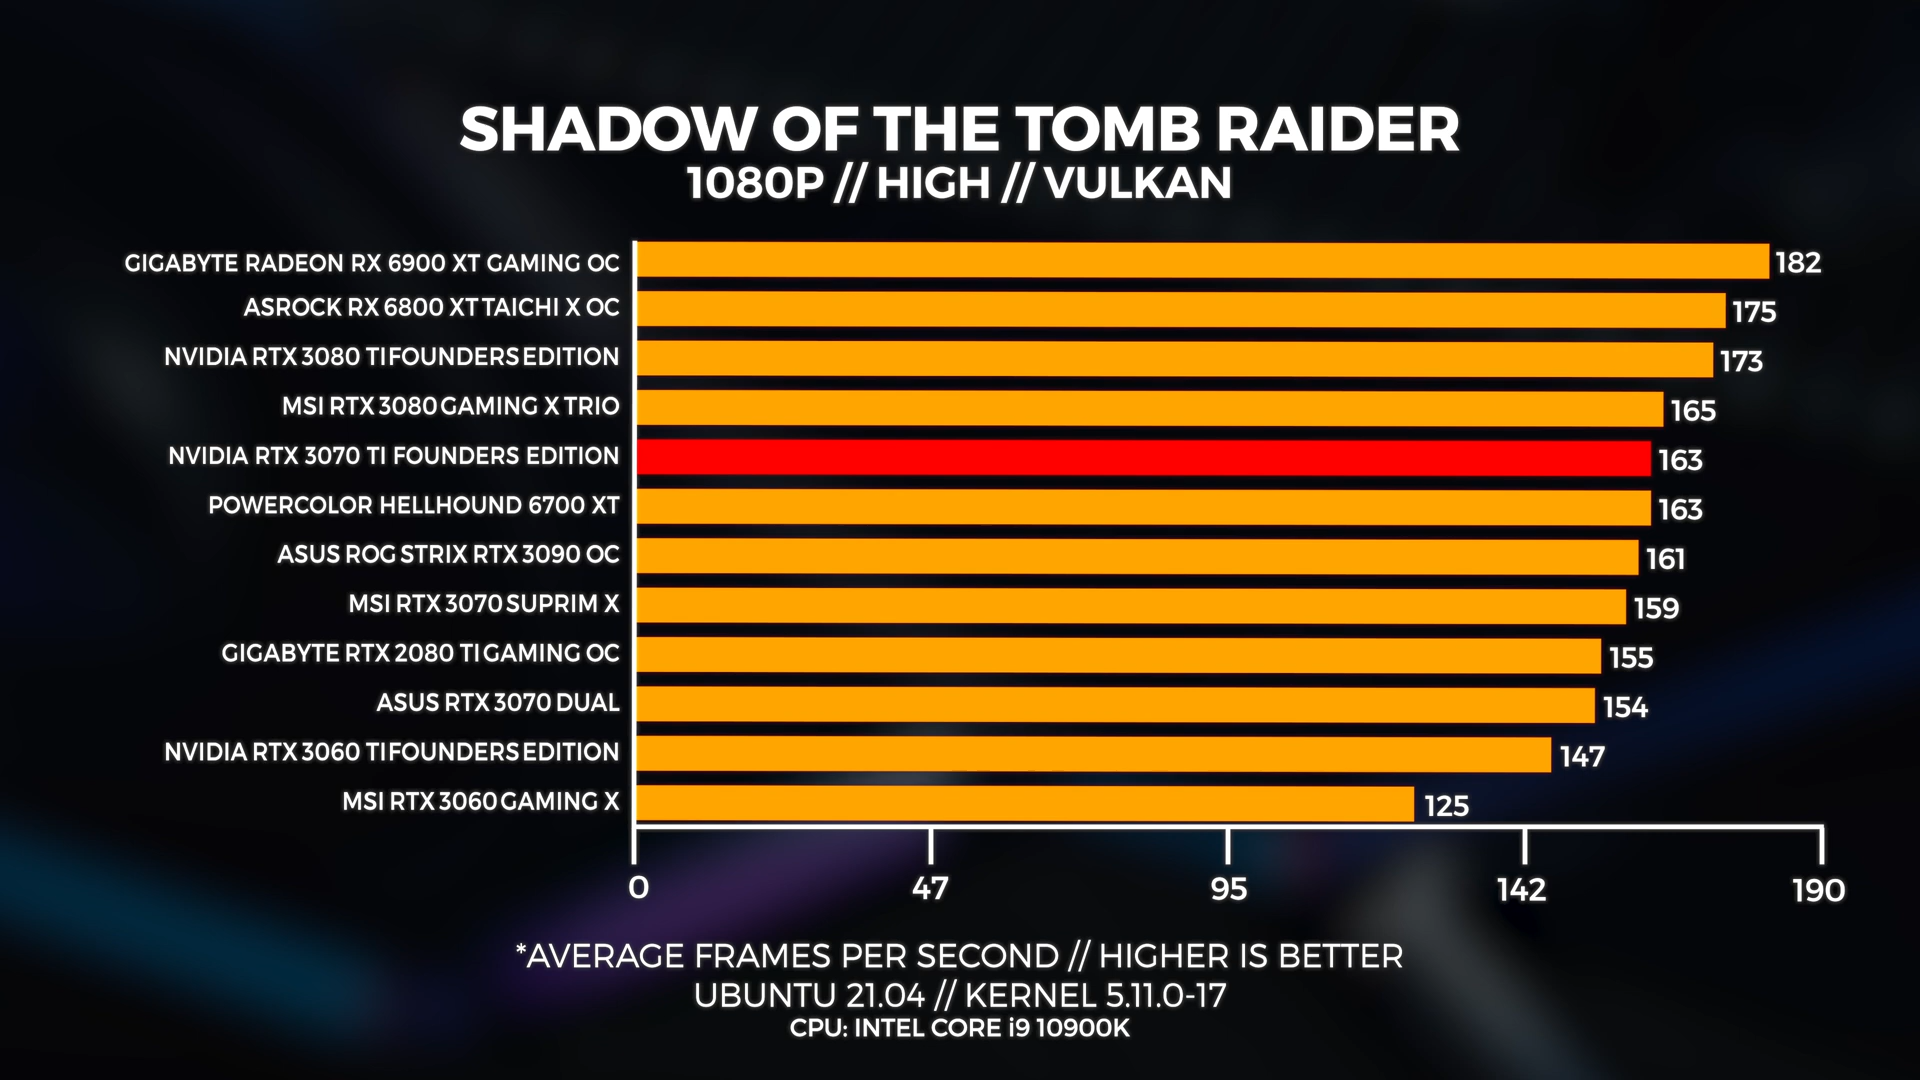 SHADOW OF THE TOMB RAIDER
1080P // HIGH // VULKAN
GIGABYTE RADEON RX 6900 XT GAMING OC 182
ASROCK RX 6800 XT TAICHI X OC 175
NVIDIA RTX 3080 TI FOUNDERS EDITION 173
MSI RTX 3080 GAMING X TRIO 165
NVIDIA RTX 3070 TI FOUNDERS EDITION 163
POWERCOLOR HELLHOUND 6700 XT 163
ASUS ROG STRIX RTX 3090 OC 161
MSI RTX 3070 SUPRIM X 159
GIGABYTE RTX 2080 TI GAMING OC 155
ASUS RTX 3070 DUAL 154
NVIDIA RTX 3060 TI FOUNDERS EDITION 147
MSI RTX 3060 GAMING X 125
0 47 95 142 190
*AVERAGE FRAMES PER SECOND // HIGHER IS BETTER
UBUNTU 21.04 // KERNEL 5.11.0-17
CPU: INTEL CORE i9 10900K